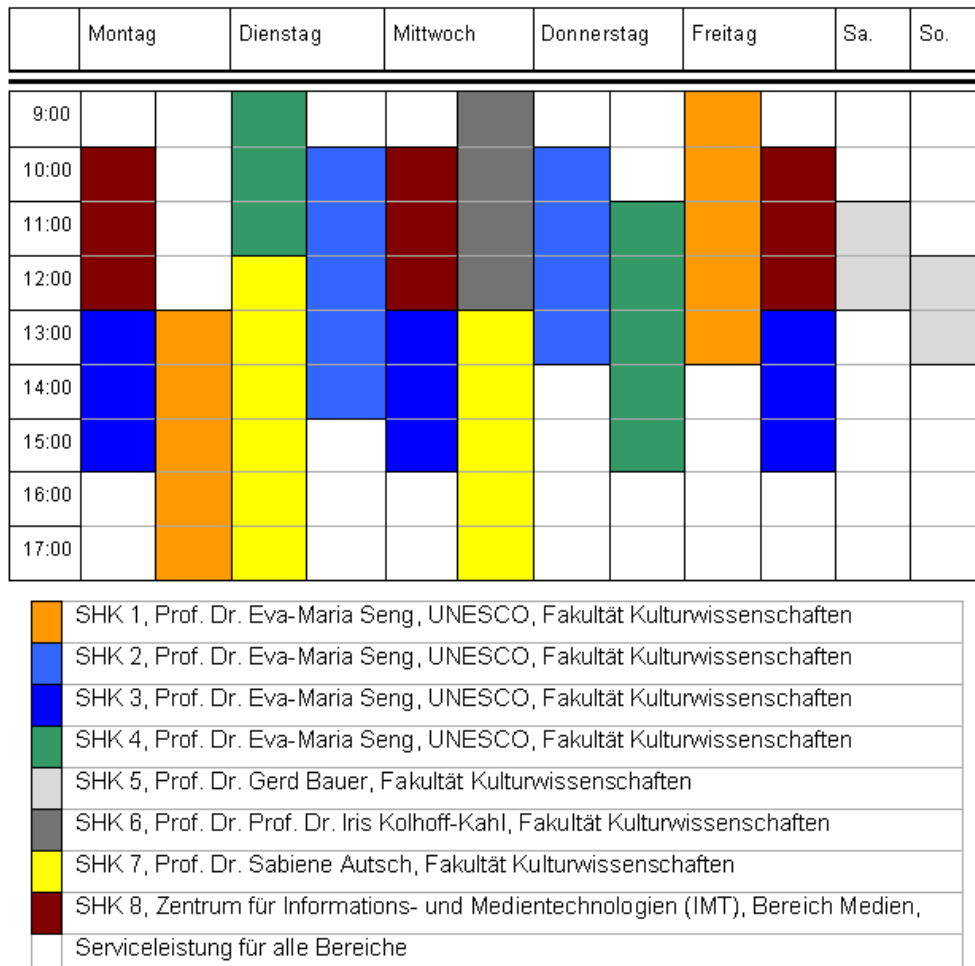 Montag Dienstag Mittwoch Donnerstag Freitag Sa. So.
9:00
10:00
11:00
12:00
13:00
14:00
15:00
16:00
17:00
SHK 1, Prof. Dr. Eva-Maria Seng, UNESCO, Fakultät Kulturwissenschaften
SHK 2, Prof. Dr. Eva-Maria Seng, UNESCO, Fakultät Kulturwissenschaften
SHK 3, Prof. Dr. Eva-Maria Seng, UNESCO, Fakultät Kulturwissenschaften
SHK 4, Prof. Dr. Eva-Maria Seng, UNESCO, Fakultät Kulturwissenschaften
SHK 5, Prof. Dr. Gerd Bauer, Fakultät Kulturwissenschaften
SHK 6, Prof. Dr. Prof. Dr. Iris Kolhoff-Kahl, Fakultät Kulturwissenschaften
SHK 7, Prof. Dr. Sabiene Autsch, Fakultät Kulturwissenschaften
SHK 8, Zentrum für Informations- und Medientechnologien (IMT), Bereich Medien,
Serviceleistung für alle Bereiche